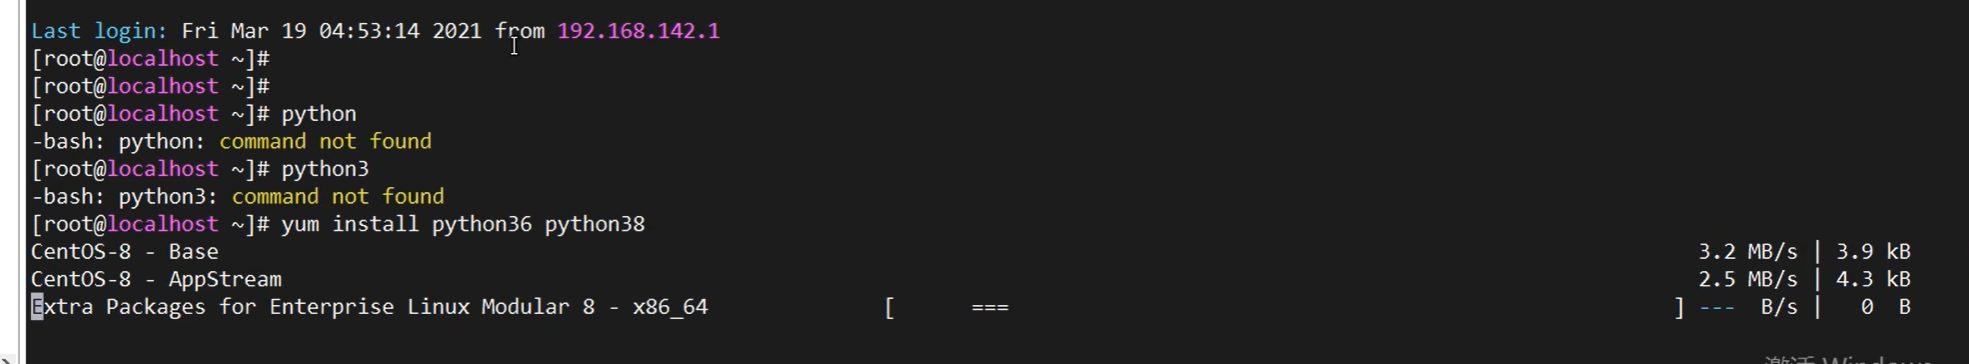 Last login: Fri Mar 19 04:53:14 2021 from 192.168.142.1
[root@localhost ~]#
[root@localhost ~]#
[root@localhost ~]# python
-bash: python: command not found
[root@localhost ~]# python3
-bash: python3: command not found
[root@localhost ~]# yum install python36 python38
CentOS-8 - Base 3.2 MB/s | 3.9 kB
CentOS-8 - AppStream 2.5 MB/s | 4.3 kB
Extra Packages for Enterprise Linux Modular 8 - x86_64 [ === ] --- B/s | 0 B
激活 Windows